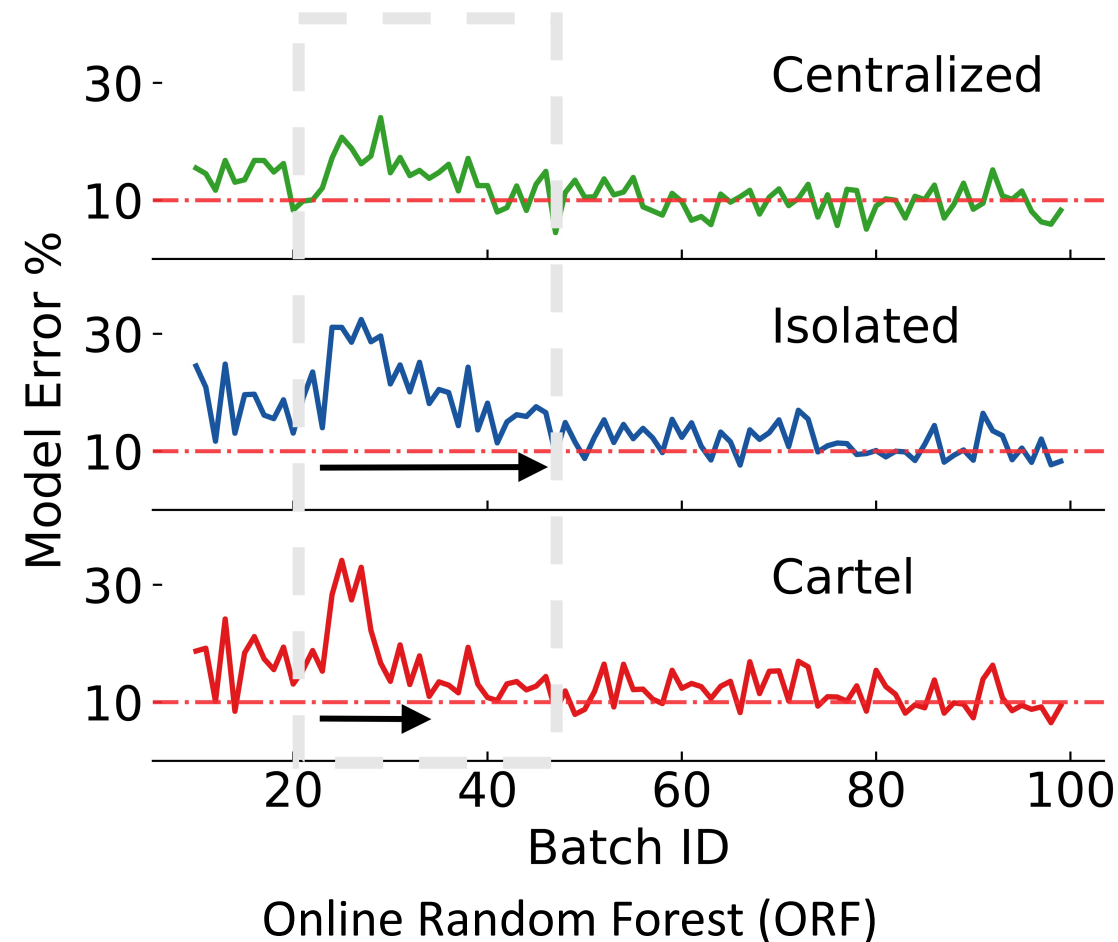 Centralized
30
10
Isolated
30
10
Cartel
30
10
Model Error %
20 40 60 80 100
Batch ID
Online Random Forest (ORF)